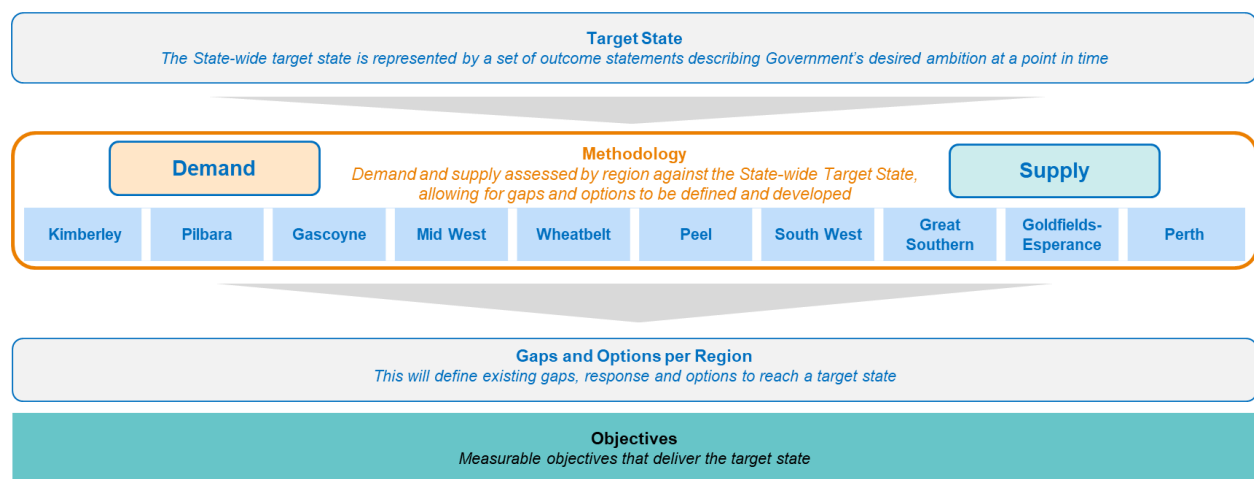 Target State
The State-wide target state is represented by a set of outcome statements describing Government’s desired ambition at a point in time
Demand
Methodology
Demand and supply assessed by region against the State-wide Target State,
allowing for gaps and options to be defined and developed
Supply
Kimberley
Pilbara
Gascoyne
Mid West
Wheatbelt
Peel
South West
Great
Southern
Goldfields-
Esperance
Perth
Gaps and Options per Region
This will define existing gaps, response and options to reach a target state
Objectives
Measurable objectives that deliver the target state